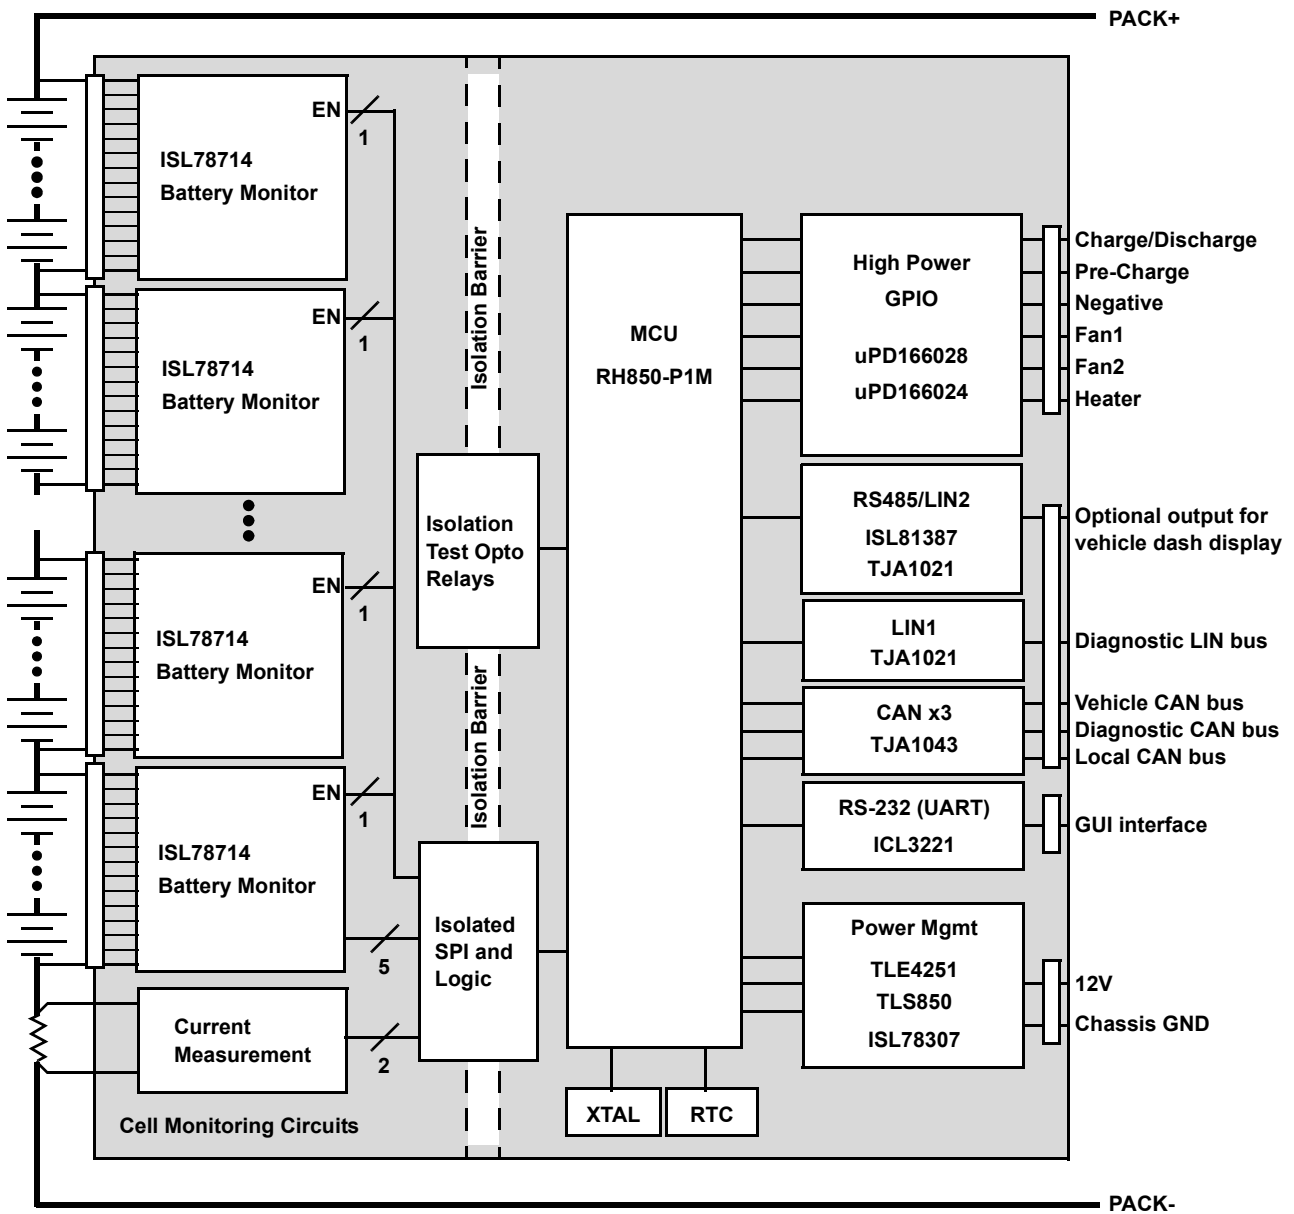 PACK+
EN
1
ISL78714
Battery Monitor
EN
1
ISL78714
Battery Monitor
EN
1
ISL78714
Battery Monitor
EN
1
ISL78714
Battery Monitor
5
Current
Measurement
2
Cell Monitoring Circuits
Isolation Barrier
Isolation
Test Opto
Relays
Isolation Barrier
Isolated
SPI and
Logic
MCU
RH850-P1M
XTAL
RTC
High Power
GPIO
uPD166028
uPD166024
Charge/Discharge
Pre-Charge
Negative
Fan1
Fan2
Heater
RS485/LIN2
ISL81387
TJA1021
Optional output for
vehicle dash display
LIN1
TJA1021
Diagnostic LIN bus
CAN x3
TJA1043
Vehicle CAN bus
Diagnostic CAN bus
Local CAN bus
RS-232 (UART)
ICL3221
GUI interface
Power Mgmt
TLE4251
TLS850
ISL78307
12V
Chassis GND
PACK-